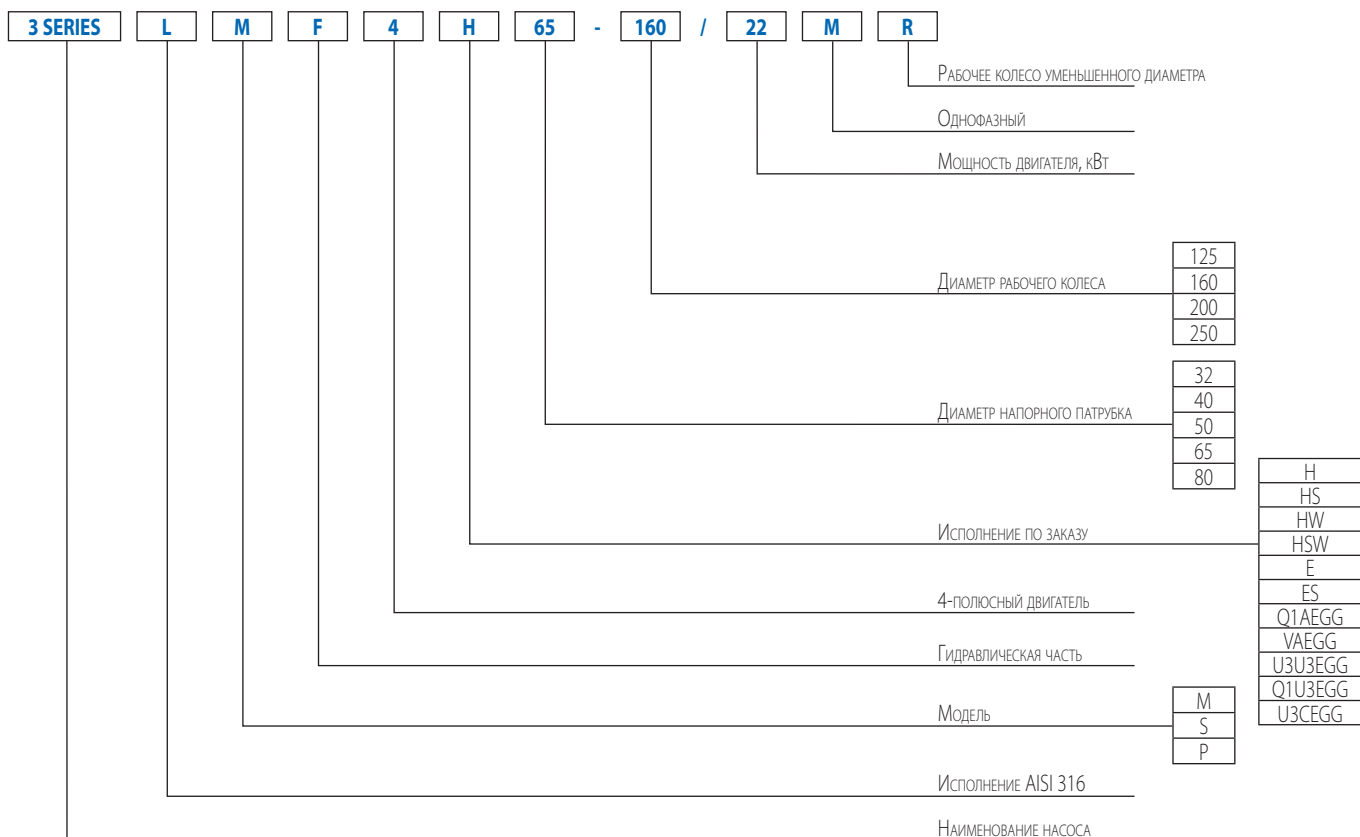 3 SERIES L M F 4 H 65 - 160 / 22 M R
Рабочее колесо уменьшенного диаметра
Однофазный
Мощность двигателя, кВт
Диаметр рабочего колеса
125
160
200
250
Диаметр напорного патрубка
32
40
50
65
80
Исполнение по заказу
H
HS
HW
HSW
E
ES
Q1AEGG
VAEGG
U3U3EGG
Q1U3EGG
U3CEGG
4-полюсный двигатель
Гидравлическая часть
Модель
M
S
P
Исполнение AISI 316
Наименование насоса